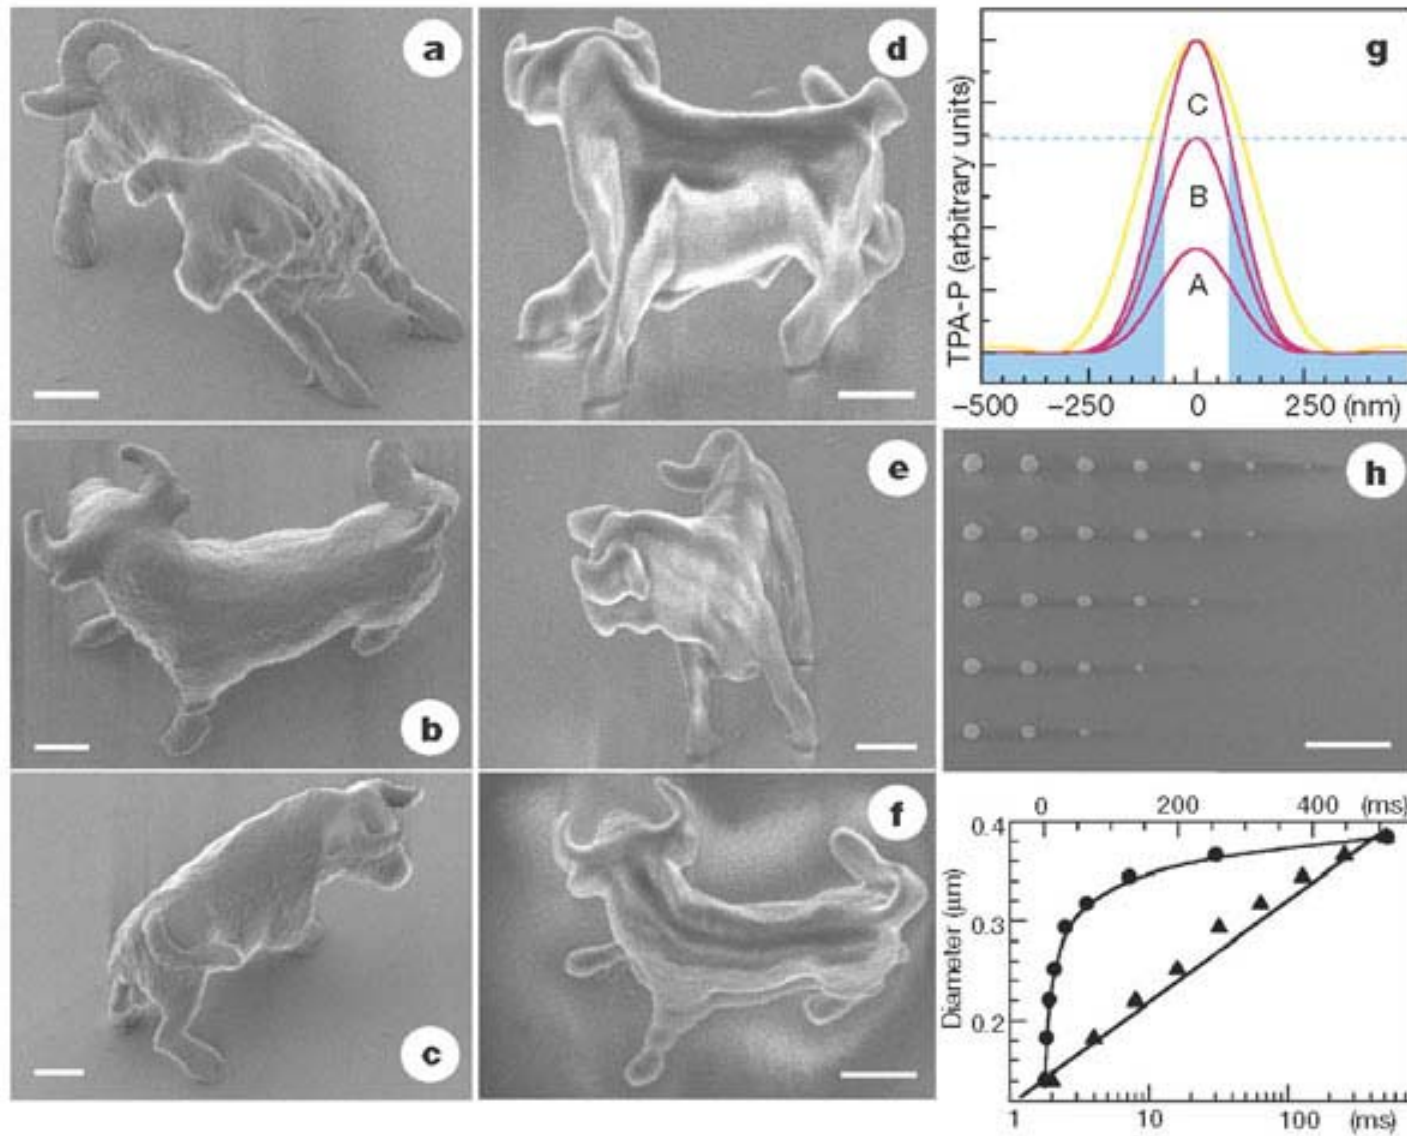 a
b
c
d
e
f
g
TPA-P (arbitrary units)
C
B
A
–500 –250 0 250 (nm)
h
0 200 400 (ms)
Diameter (µm)
0.4
0.3
0.2
1 10 100 (ms)